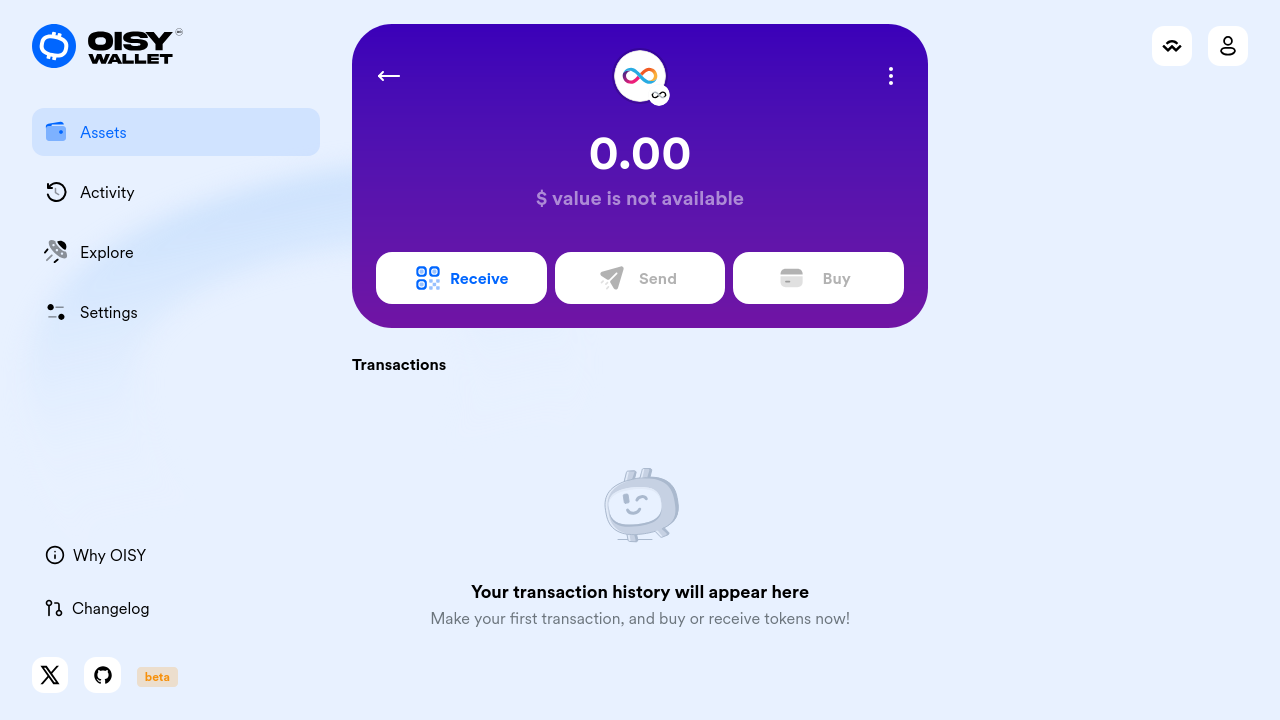 OISY
WALLET
Assets
Activity
Explore
Settings
Why OISY
Changelog
beta
0.00
$ value is not available
Receive
Send
Buy
Transactions
Your transaction history will appear here
Make your first transaction, and buy or receive tokens now!